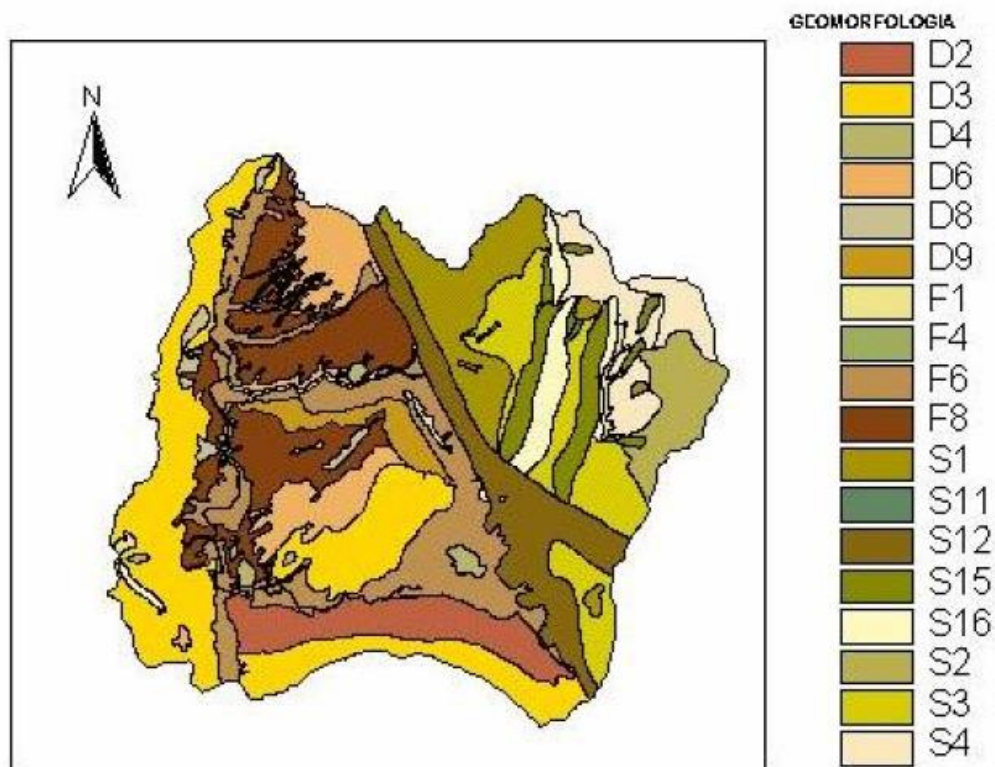 GEOMORFOLOGIA
N
D2
D3
D4
D6
D8
D9
F1
F4
F6
F8
S1
S11
S12
S15
S16
S2
S3
S4